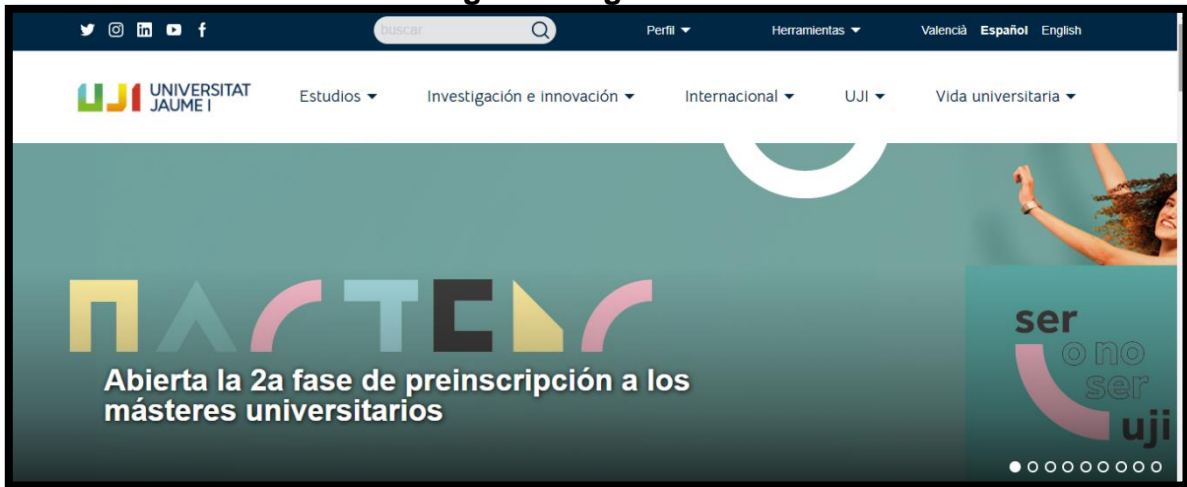 buscar
Perfil
Herramientas
Valencià Español English
UNIVERSITAT
JAUME I
Estudios
Investigación e innovación
Internacional
UJI
Vida universitaria
MASTERS
Abierta la 2a fase de preinscripción a los
másteres universitarios
ser
o no
ser
uji